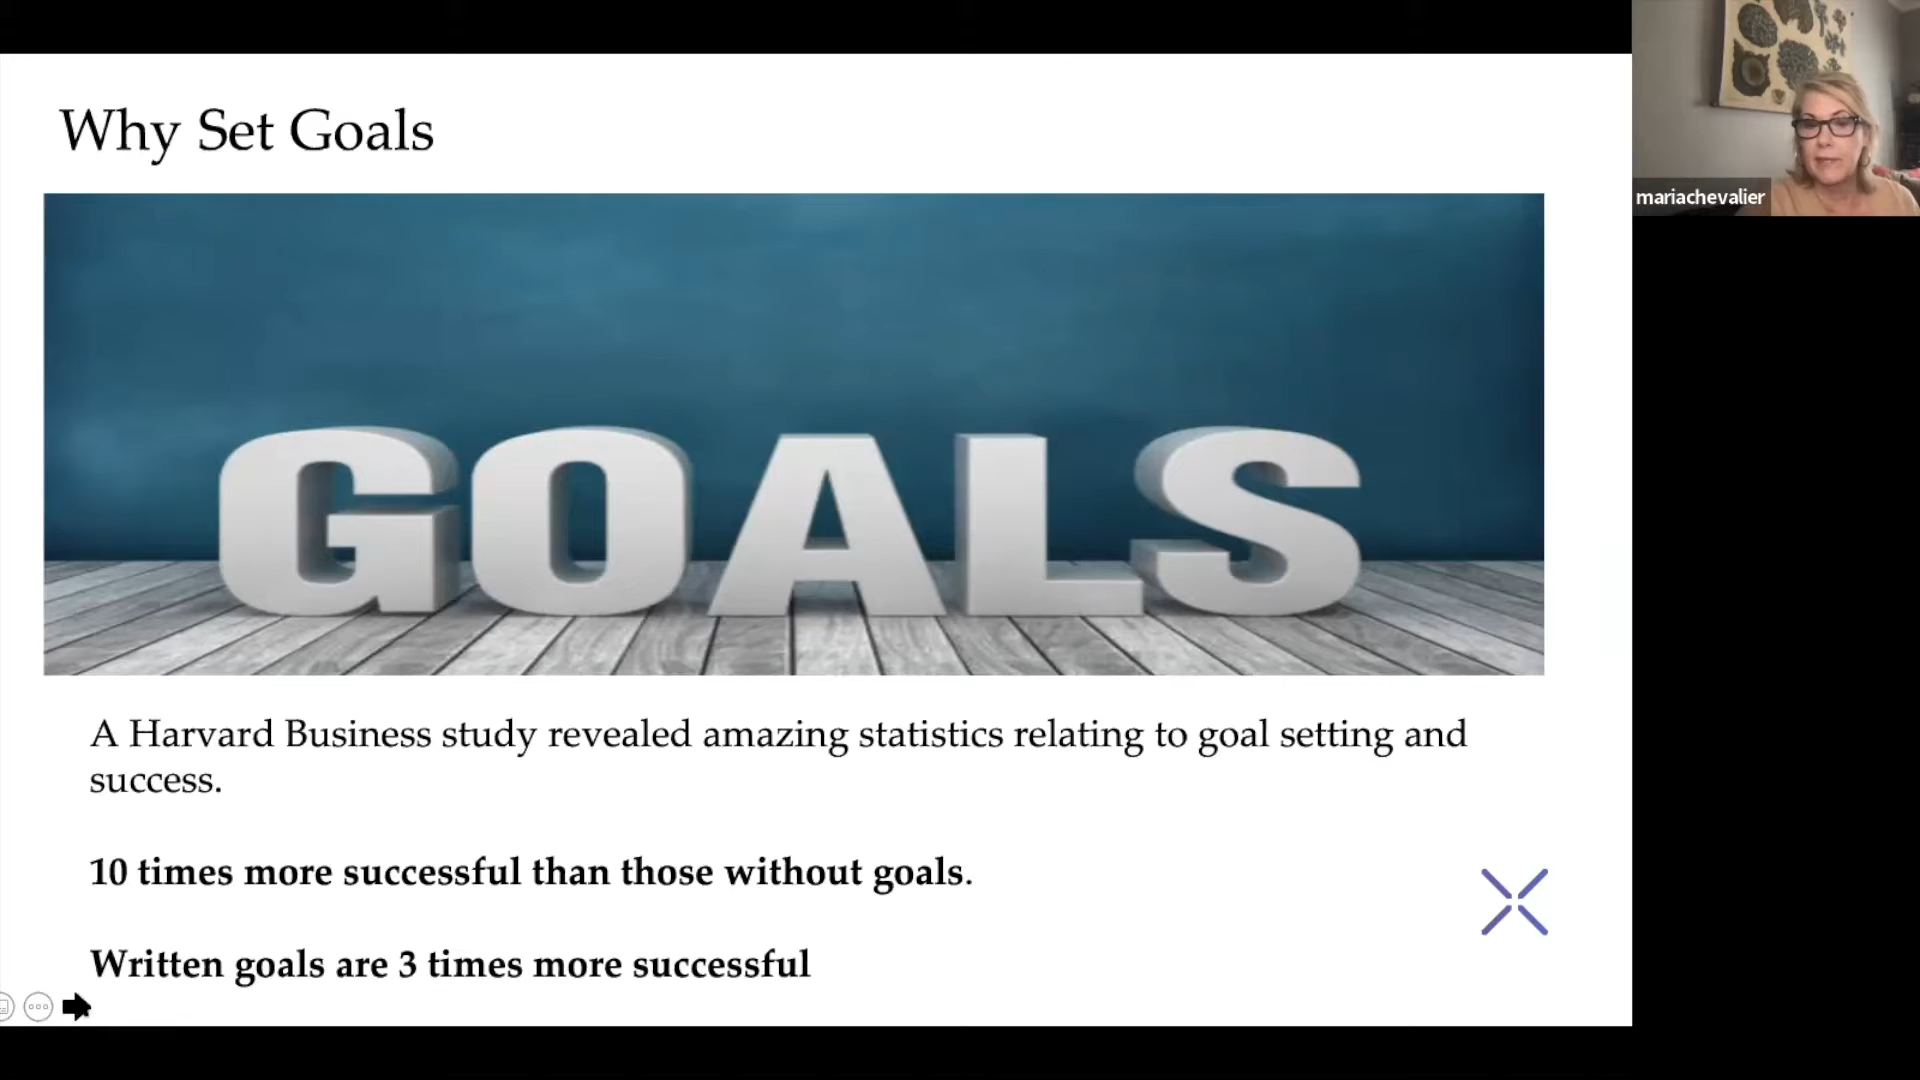 Why Set Goals
mariachevalier
GOALS
A Harvard Business study revealed amazing statistics relating to goal setting and
success.
10 times more successful than those without goals.
Written goals are 3 times more successful